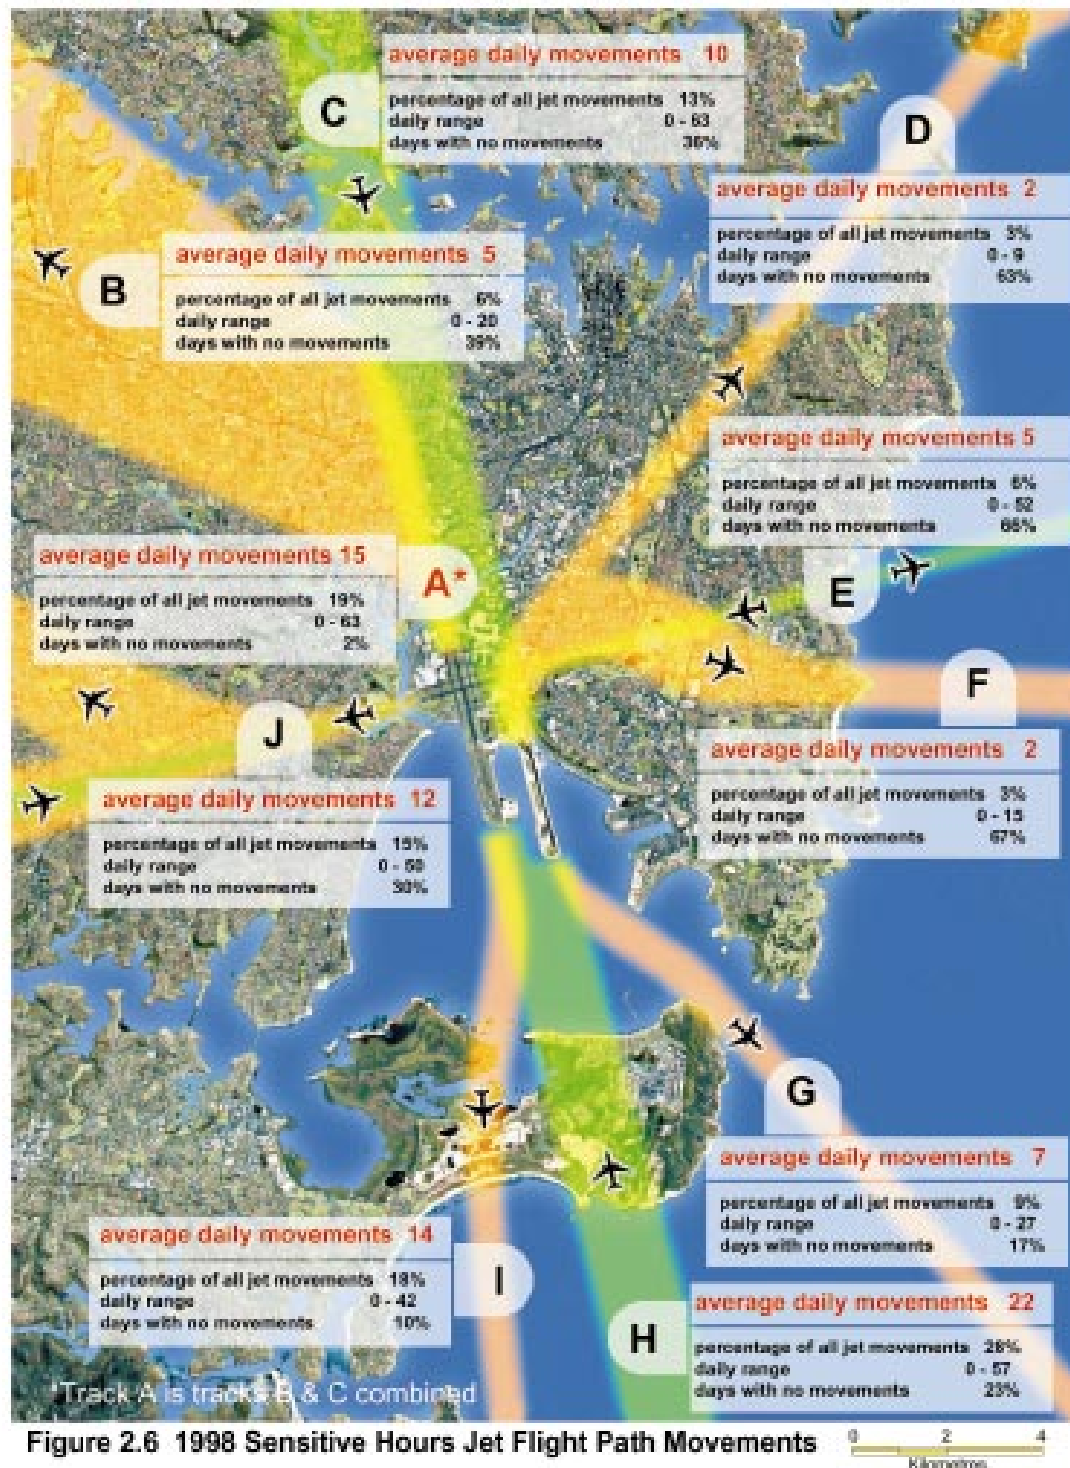 average daily movements 10
C
percentage of all jet movements 13%
daily range 0 - 63
days with no movements 36%
D
average daily movements 2
percentage of all jet movements 3%
daily range 0 - 9
days with no movements 63%
average daily movements 5
B
percentage of all jet movements 6%
daily range 0 - 20
days with no movements 39%
average daily movements 5
percentage of all jet movements 6%
daily range 0 - 52
days with no movements
E
average daily movements 15
A*
percentage of all jet movements 19%
daily range 0 - 63
days with no movements 2%
F
J
average daily movements 2
percentage of all jet movements 3%
daily range 0 - 15
days with no movements 67%
average daily movements 12
percentage of all jet movements 15%
daily range 0 - 50
days with no movements 30%
G
average daily movements 7
percentage of all jet movements 9%
daily range 0 - 27
days with no movements 17%
average daily movements 14
I
percentage of all jet movements 18%
daily range 0 - 42
days with no movements 10%
average daily movements 22
H
percentage of all jet movements 28%
daily range 0 - 57
days with no movements 23%
*Track A is tracks B & C combined
Figure 2.6 1998 Sensitive Hours Jet Flight Path Movements
0 2 4
Kilometres